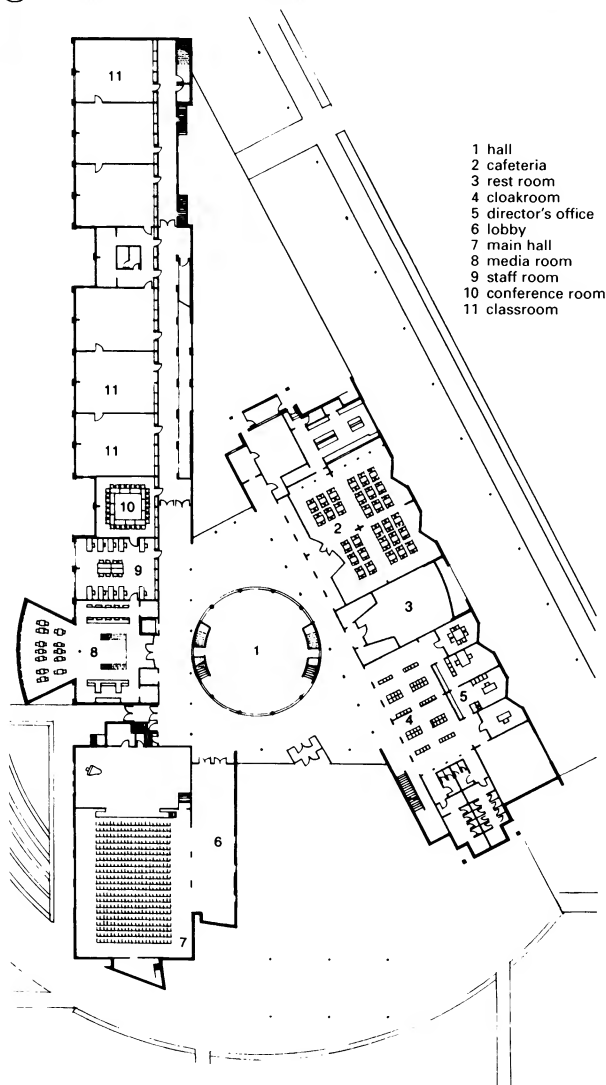 1 hall
2 cafeteria
3 rest room
4 cloakroom
5 director's office
6 lobby
7 main hall
8 media room
9 staff room
10 conference room
11 classroom
11
11
11
10
9
8
1
2
3
4
5
6
7